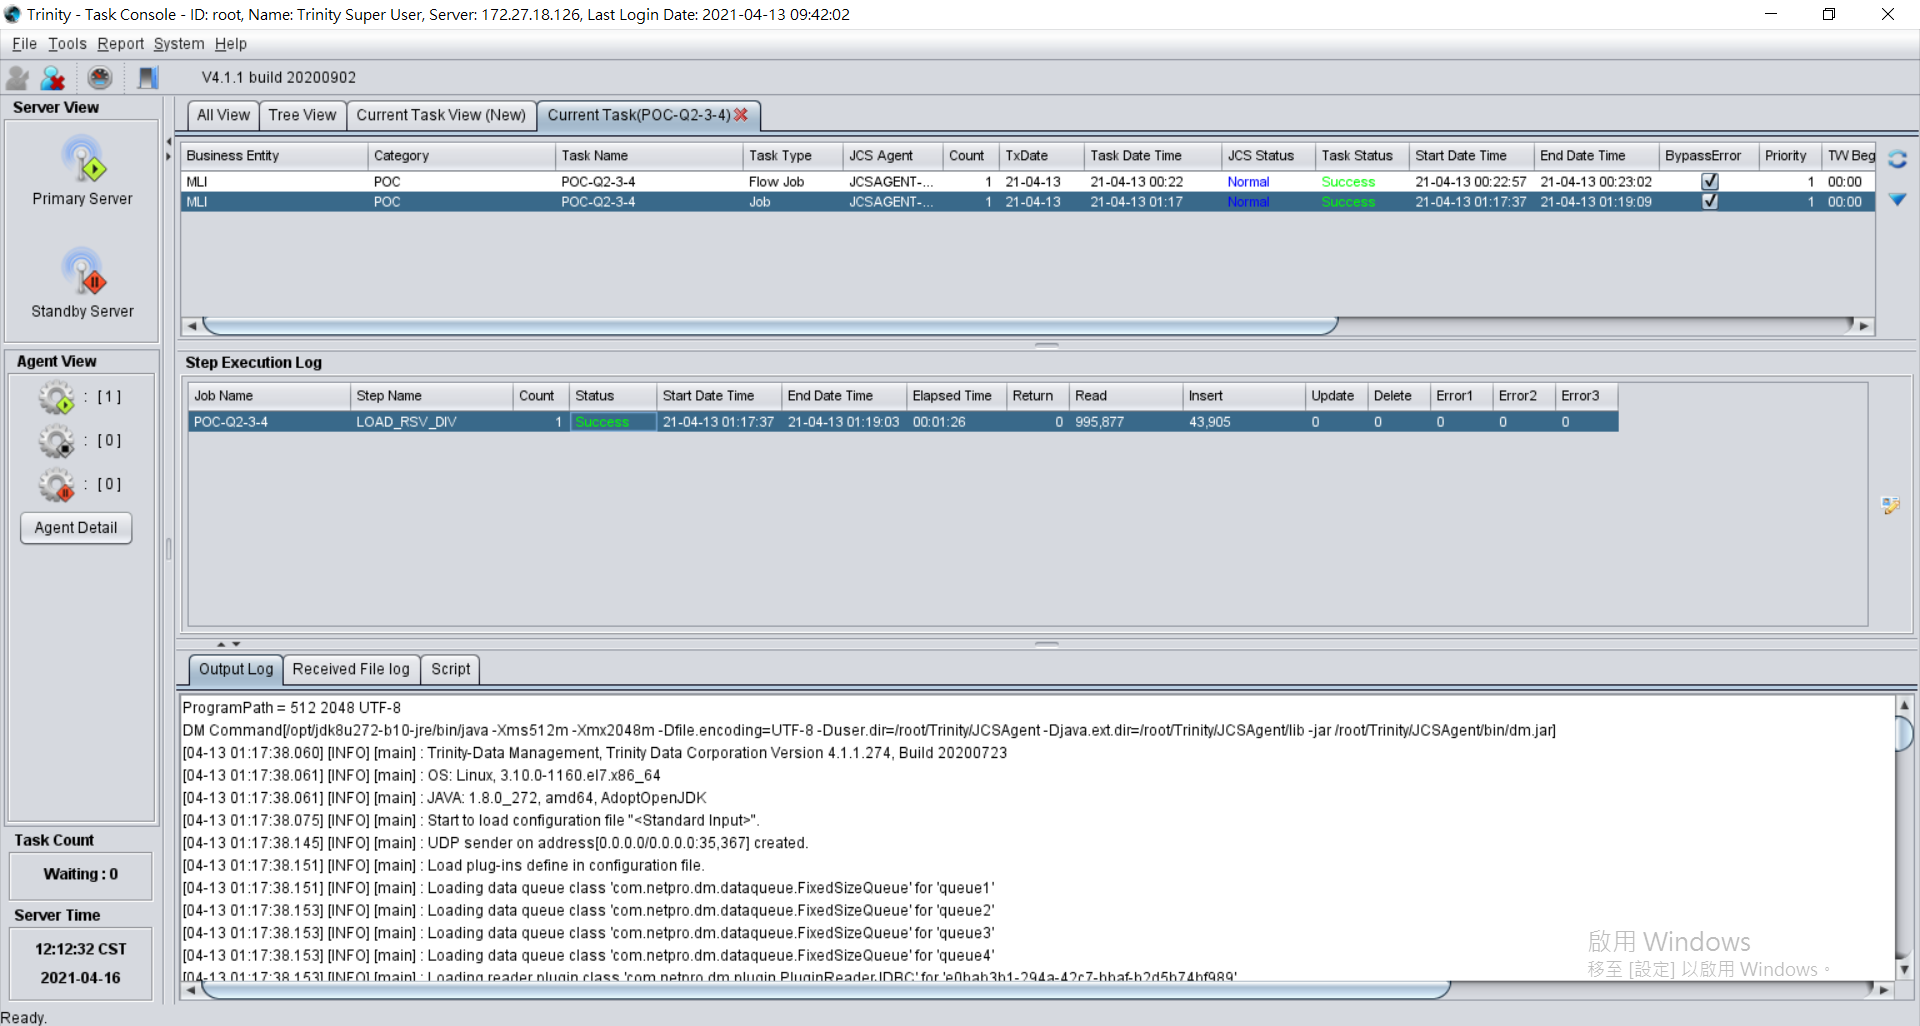 Trinity - Task Console - ID: root, Name: Trinity Super User, Server: 172.27.18.126, Last Login Date: 2021-04-13 09:42:02
File Tools Report System Help
V4.1.1 build 20200902
Server View
Primary Server
Standby Server
Agent View
: [ 1 ]
: [ 0 ]
: [ 0 ]
Agent Detail
Task Count
Waiting : 0
Server Time
12:12:32 CST
2021-04-16
All View Tree View Current Task View (New) Current Task(POC-Q2-3-4)
Business Entity Category Task Name Task Type JCS Agent Count TxDate Task Date Time JCS Status Task Status Start Date Time End Date Time BypassError Priority TW Beg
MLI POC POC-Q2-3-4 Flow Job JCSAGENT-... 1 21-04-13 21-04-13 00:22 Normal Success 21-04-13 00:22:57 21-04-13 00:23:02 1 00:00
MLI POC POC-Q2-3-4 Job JCSAGENT-... 1 21-04-13 21-04-13 01:17 Normal Success 21-04-13 01:17:37 21-04-13 01:19:09 1 00:00
Step Execution Log
Job Name Step Name Count Status Start Date Time End Date Time Elapsed Time Return Read Insert Update Delete Error1 Error2 Error3
POC-Q2-3-4 LOAD_RSV_DIV 1 Success 21-04-13 01:17:37 21-04-13 01:19:03 00:01:26 0 995,877 43,905 0 0 0 0 0
Output Log Received File log Script
ProgramPath = 512 2048 UTF-8
DM Command[/opt/jdk8u272-b10-jre/bin/java -Xms512m -Xmx2048m -Dfile.encoding=UTF-8 -Duser.dir=/root/Trinity/JCSAgent -Djava.ext.dir=/root/Trinity/JCSAgent/lib -jar /root/Trinity/JCSAgent/bin/dm.jar]
[04-13 01:17:38.060] [INFO] [main] : Trinity-Data Management, Trinity Data Corporation Version 4.1.1.274, Build 20200723
[04-13 01:17:38.061] [INFO] [main] : OS: Linux, 3.10.0-1160.el7.x86_64
[04-13 01:17:38.061] [INFO] [main] : JAVA: 1.8.0_272, amd64, AdoptOpenJDK
[04-13 01:17:38.075] [INFO] [main] : Start to load configuration file "<Standard Input>".
[04-13 01:17:38.145] [INFO] [main] : UDP sender on address[0.0.0.0/0.0.0.0:35,367] created.
[04-13 01:17:38.151] [INFO] [main] : Load plug-ins define in configuration file.
[04-13 01:17:38.151] [INFO] [main] : Loading data queue class 'com.netpro.dm.dataqueue.FixedSizeQueue' for 'queue1'
[04-13 01:17:38.153] [INFO] [main] : Loading data queue class 'com.netpro.dm.dataqueue.FixedSizeQueue' for 'queue2'
[04-13 01:17:38.153] [INFO] [main] : Loading data queue class 'com.netpro.dm.dataqueue.FixedSizeQueue' for 'queue3'
[04-13 01:17:38.153] [INFO] [main] : Loading data queue class 'com.netpro.dm.dataqueue.FixedSizeQueue' for 'queue4'
[04-13 01:17:38.153] [INFO] [main] : Loading reader plugin class 'com.netpro.dm.plugin.PluginReaderJDBC' for 'e0bab3b1-294a-42c7-bbaf-b2d5b74bf989'
啟用 Windows
移至 [設定] 以啟用 Windows。
Ready.